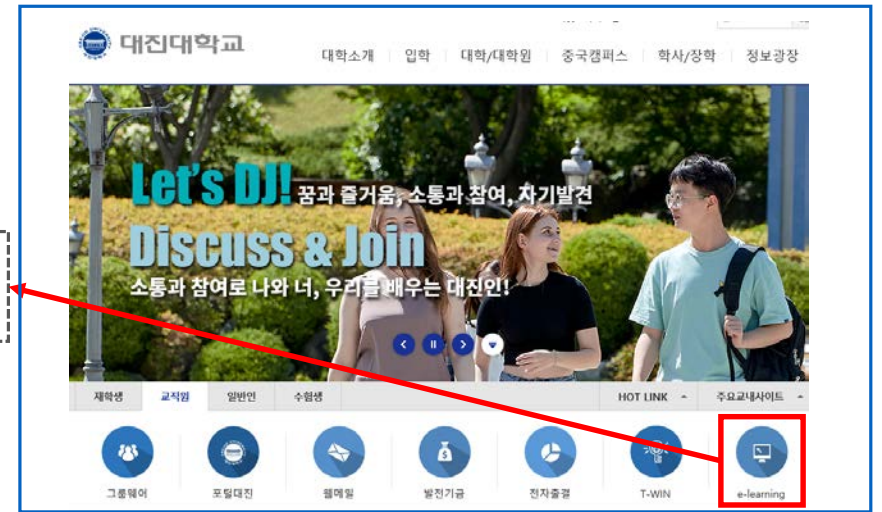 대진대학교
대학소개 입학 대학/대학원 중국캠퍼스 학사/장학 정보광장
Let's DJ! 꿈과 즐거움, 소통과 참여, 자기발견
Discuss & Join
소통과 참여로 나와 너, 우리를 배우는 대진인!
재학생 교직원 일반인 수험생 HOT LINK 주요교내사이트
그룹웨어 포털대진 웹메일 발전기금 전자출결 T-WIN e-learning